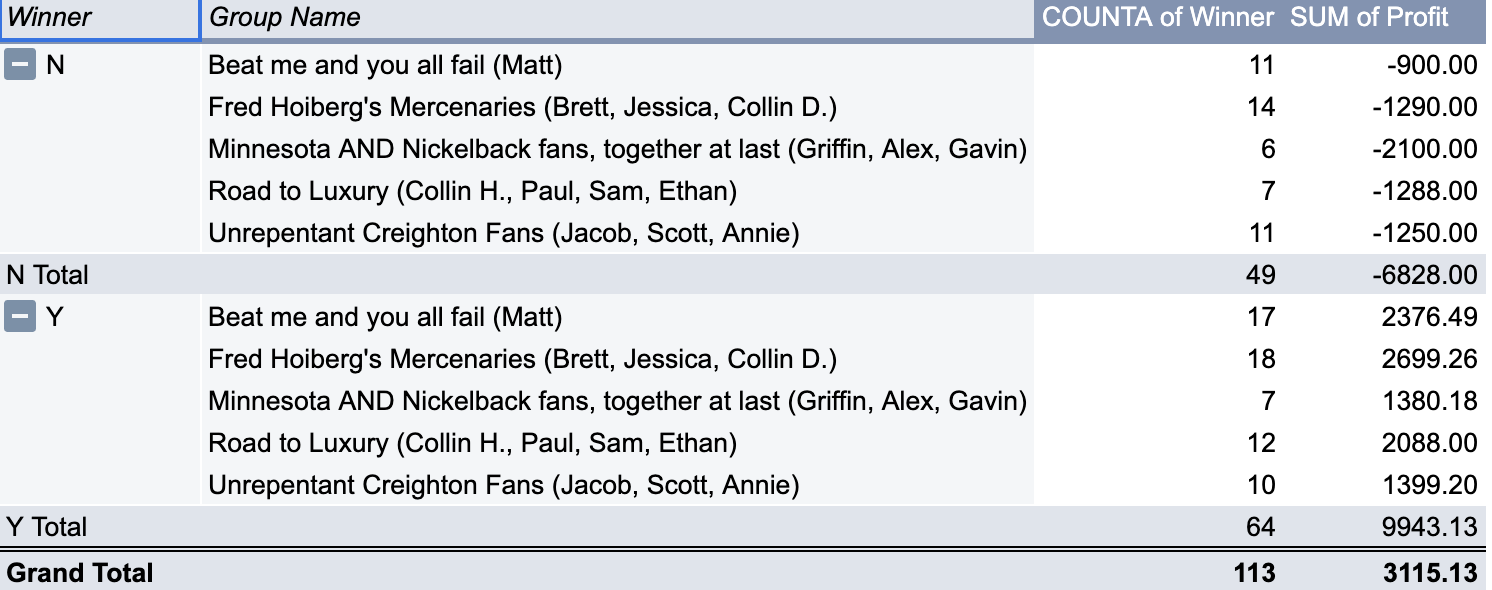 Winner Group Name COUNTA of Winner SUM of Profit
N Beat me and you all fail (Matt) 11 -900.00
Fred Hoiberg's Mercenaries (Brett, Jessica, Collin D.) 14 -1290.00
Minnesota AND Nickelback fans, together at last (Griffin, Alex, Gavin) 6 -2100.00
Road to Luxury (Collin H., Paul, Sam, Ethan) 7 -1288.00
Unrepentant Creighton Fans (Jacob, Scott, Annie) 11 -1250.00
N Total 49 -6828.00
Y Beat me and you all fail (Matt) 17 2376.49
Fred Hoiberg's Mercenaries (Brett, Jessica, Collin D.) 18 2699.26
Minnesota AND Nickelback fans, together at last (Griffin, Alex, Gavin) 7 1380.18
Road to Luxury (Collin H., Paul, Sam, Ethan) 12 2088.00
Unrepentant Creighton Fans (Jacob, Scott, Annie) 10 1399.20
Y Total 64 9943.13
Grand Total 113 3115.13